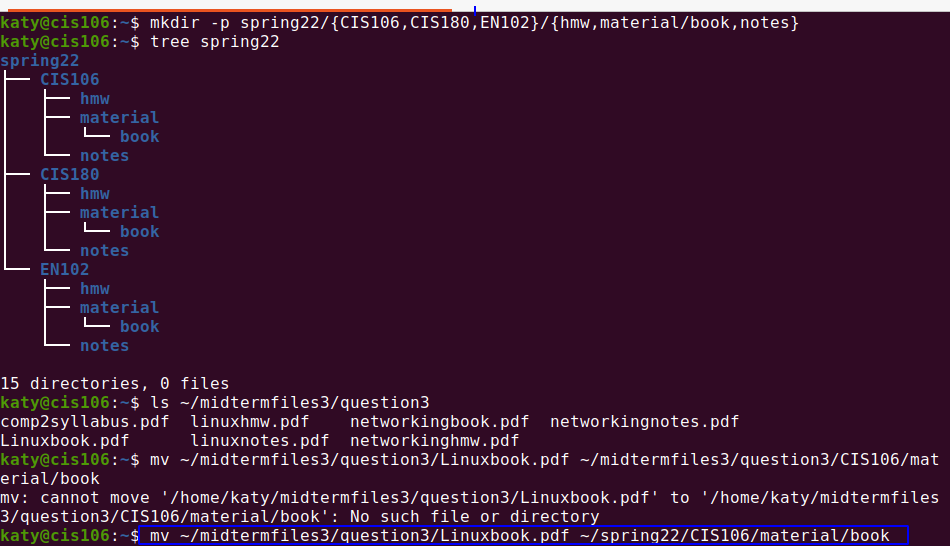 katy@cis106:~$ mkdir -p spring22/{CIS106,CIS180,EN102}/{hmw,material/book,notes}
katy@cis106:~$ tree spring22
spring22
├── CIS106
│   ├── hmw
│   ├── material
│   │   └── book
│   └── notes
├── CIS180
│   ├── hmw
│   ├── material
│   │   └── book
│   └── notes
└── EN102
    ├── hmw
    ├── material
    │   └── book
    └── notes
15 directories, 0 files
katy@cis106:~$ ls ~/midtermfiles3/question3
comp2syllabus.pdf  linuxhmw.pdf    networkingbook.pdf  networkingnotes.pdf
Linuxbook.pdf      linuxnotes.pdf  networkinghmw.pdf
katy@cis106:~$ mv ~/midtermfiles3/question3/Linuxbook.pdf ~/midtermfiles3/question3/CIS106/mat
erial/book
mv: cannot move '/home/katy/midtermfiles3/question3/Linuxbook.pdf' to '/home/katy/midtermfiles
3/question3/CIS106/material/book': No such file or directory
katy@cis106:~$ mv ~/midtermfiles3/question3/Linuxbook.pdf ~/spring22/CIS106/material/book